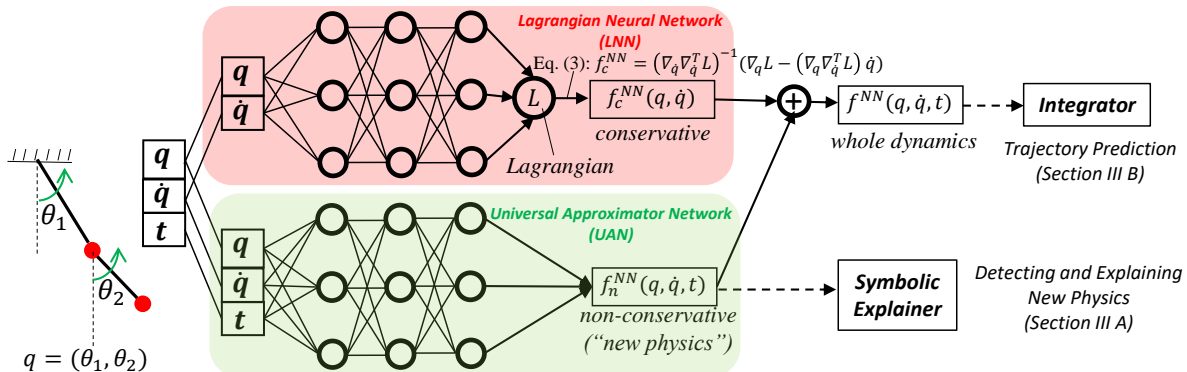 Lagrangian Neural Network
(LNN)
Eq. (3): f_c^{NN} = (∇_{q̇}∇_{q̇}^T L)^{-1}(∇_q L − (∇_q∇_{q̇}^T L) q̇)
q
q̇
L
f_c^{NN}(q, q̇)
conservative
Lagrangian
+
f^{NN}(q, q̇, t)
whole dynamics
Integrator
Trajectory Prediction
(Section III B)
q
q̇
t
θ_1
θ_2
q = (θ_1, θ_2)
Universal Approximator Network
(UAN)
q
q̇
t
f_n^{NN}(q, q̇, t)
non-conservative
(“new physics”)
Symbolic
Explainer
Detecting and Explaining
New Physics
(Section III A)